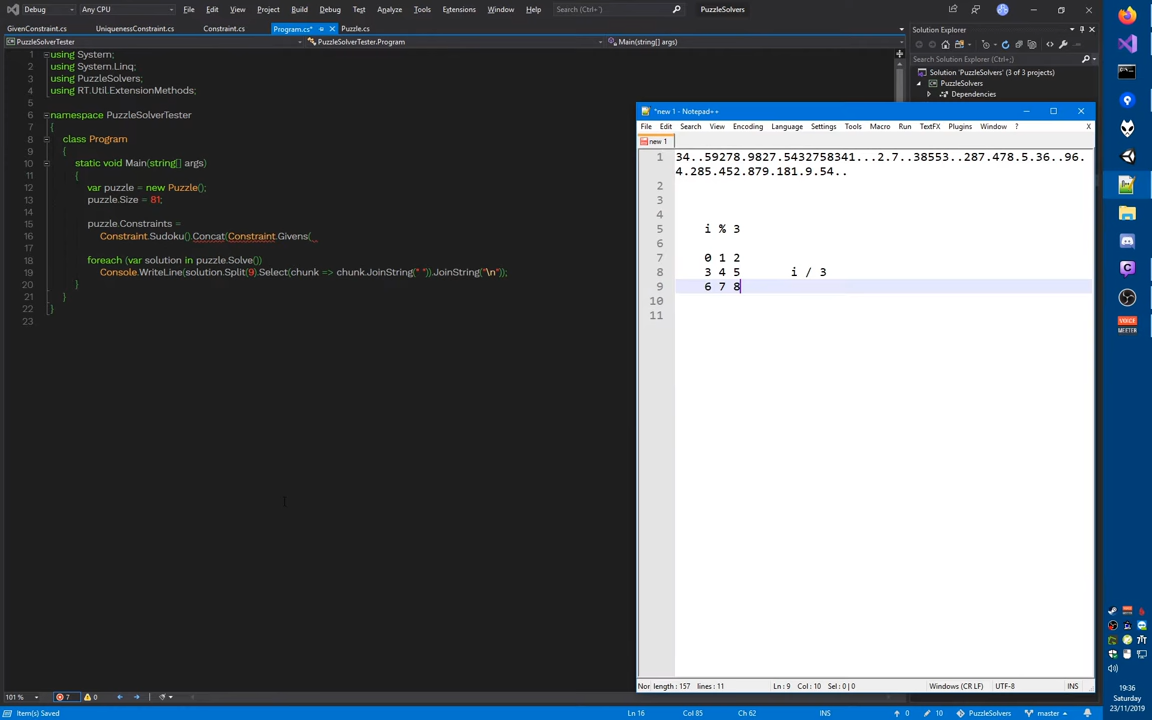 File Edit View Project Build Debug Test Analyze Tools Extensions Window Help Search (Ctrl+') PuzzleSolvers
Debug Any CPU
GivenConstraint.cs UniquenessConstraint.cs Constraint.cs Program.cs* Puzzle.cs
PuzzleSolverTester PuzzleSolverTester.Program Main(string[] args)
1 using System;
2 using System.Linq;
3 using PuzzleSolvers;
4 using RT.Util.ExtensionMethods;
5
6 namespace PuzzleSolverTester
7 {
8 class Program
9 {
10 static void Main(string[] args)
11 {
12 var puzzle = new Puzzle();
13 puzzle.Size = 81;
14
15 puzzle.Constraints =
16 Constraint.Sudoku().Concat(Constraint.Givens(
17
18 foreach (var solution in puzzle.Solve())
19 Console.WriteLine(solution.Split(9).Select(chunk => chunk.JoinString(" ")).JoinString("\n"));
20 }
21 }
22 }
23
101 % 7 0 Ln: 16 Col: 85 Ch: 62 INS
Item(s) Saved 0 10 PuzzleSolvers master
Solution Explorer
Search Solution Explorer (Ctrl+;)
Solution 'PuzzleSolvers' (3 of 3 projects)
PuzzleSolvers
Dependencies
*new 1 - Notepad++
File Edit Search View Encoding Language Settings Tools Macro Run TextFX Plugins Window ? X
new 1
1 34..59278.9827.5432758341...2.7..38553..287.478.5.36..96.
4.285.452.879.181.9.54..
2
3
4
5 i % 3
6
7 0 1 2
8 3 4 5 i / 3
9 6 7 8
10
11
Nor length : 157 lines : 11 Ln : 9 Col : 10 Sel : 0 | 0 Windows (CR LF) UTF-8 INS
VOICE
MEETER
19:36
Saturday
23/11/2019